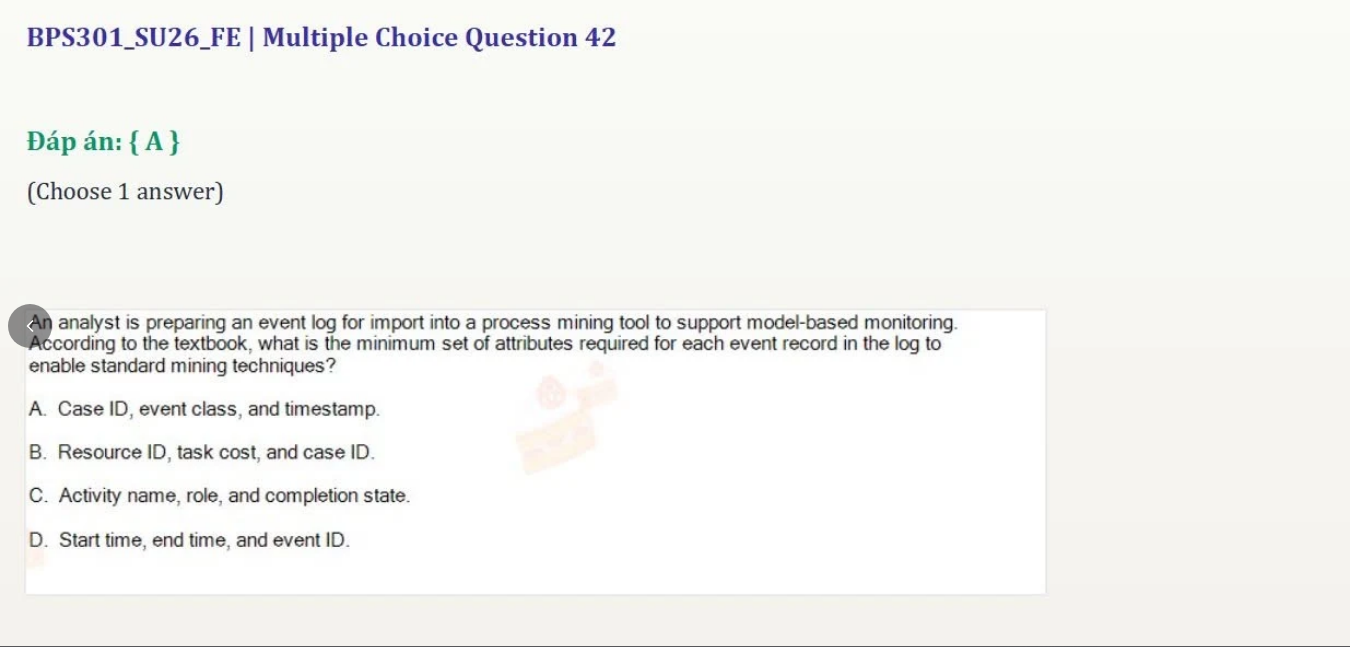 BPS301_SU26_FE | Multiple Choice Question 42
Đáp án: { A }
(Choose 1 answer)
An analyst is preparing an event log for import into a process mining tool to support model-based monitoring.
According to the textbook, what is the minimum set of attributes required for each event record in the log to
enable standard mining techniques?
A. Case ID, event class, and timestamp.
B. Resource ID, task cost, and case ID.
C. Activity name, role, and completion state.
D. Start time, end time, and event ID.